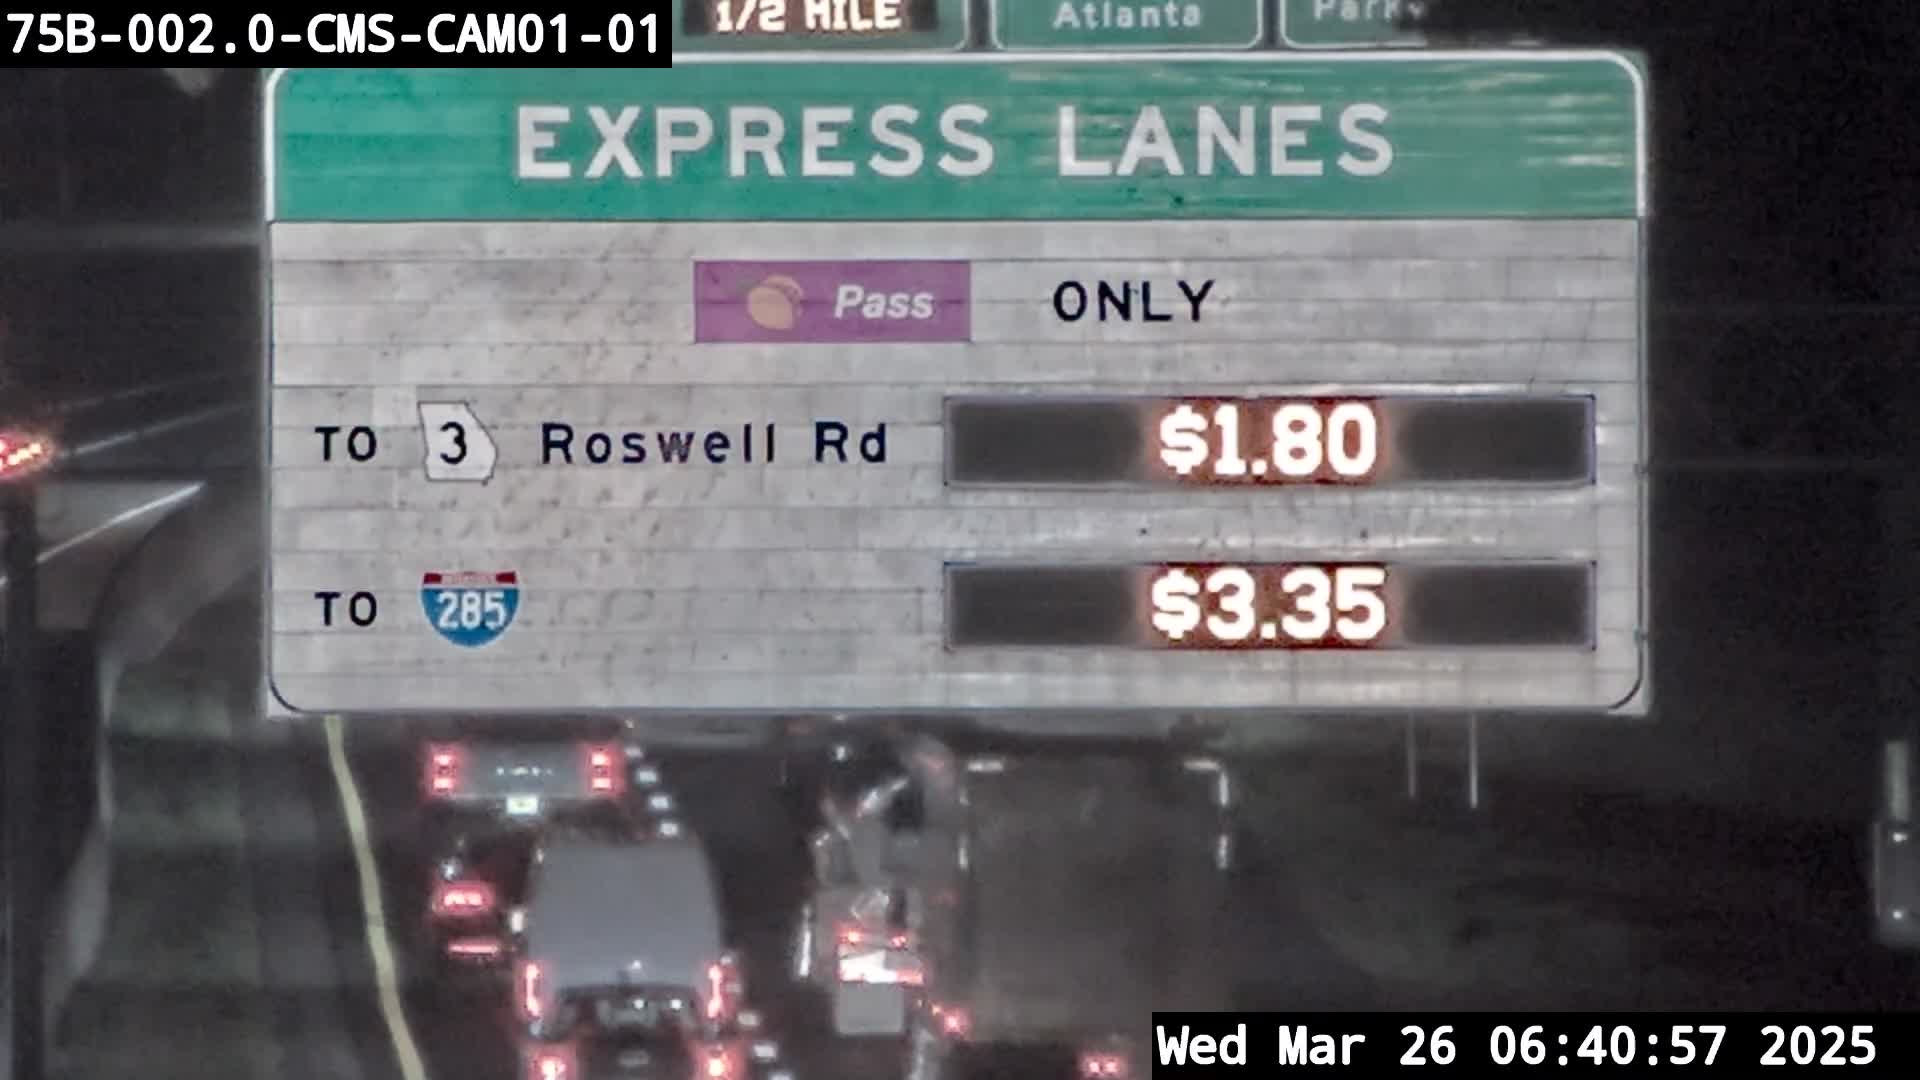 75B-002.0-CMS-CAM01-01
1/2 MILE
Atlanta
EXPRESS LANES
Pass ONLY
TO 3 Roswell Rd $1.80
TO 285 $3.35
Wed Mar 26 06:40:57 2025